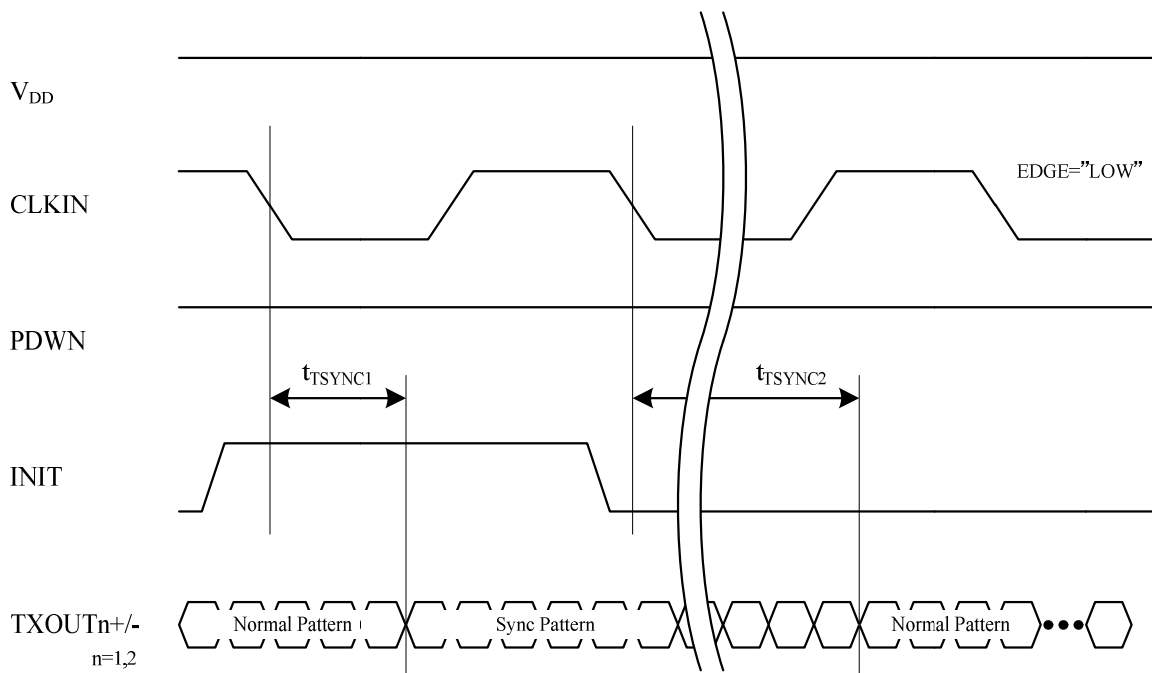 VDD
CLKIN
EDGE="LOW"
PDWN
tTSYNC1
tTSYNC2
INIT
TXOUTn+/-
n=1,2
Normal Pattern
Sync Pattern
Normal Pattern